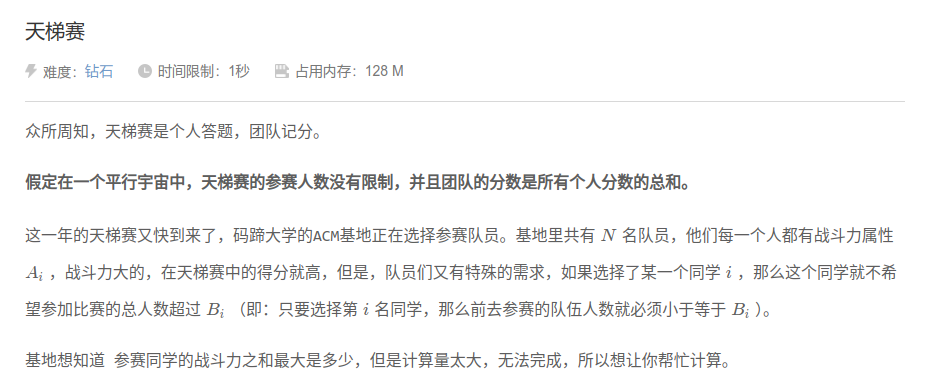 天梯赛
难度：钻石 时间限制：1秒 占用内存：128 M
众所周知，天梯赛是个人答题，团队记分。
假定在一个平行宇宙中，天梯赛的参赛人数没有限制，并且团队的分数是所有个人分数的总和。
这一年的天梯赛又快到来了，码蹄大学的ACM基地正在选择参赛队员。基地里共有 N 名队员，他们每一个人都有战斗力属性
A_i ，战斗力大的，在天梯赛中的得分就高，但是，队员们又有特殊的需求，如果选择了某一个同学 i ，那么这个同学就不希
望参加比赛的总人数超过 B_i （即：只要选择第 i 名同学，那么前去参赛的队伍人数就必须小于等于 B_i ）。
基地想知道 参赛同学的战斗力之和最大是多少，但是计算量太大，无法完成，所以想让你帮忙计算。